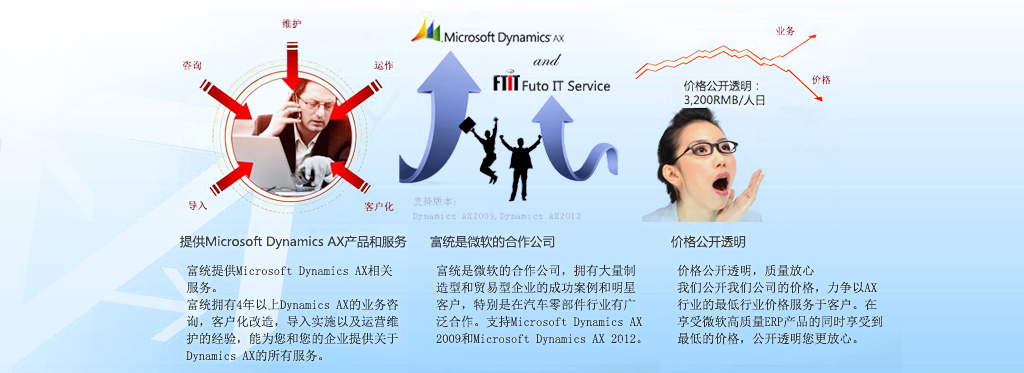 维护
咨询
运作
导入
客户化
Microsoft Dynamics AX
and
FTIT Futo IT Service
支持版本:
Dynamics AX2009,Dynamics AX2012
业务
价格
价格公开透明：
3,200RMB/人日
提供Microsoft Dynamics AX产品和服务
富统提供Microsoft Dynamics AX相关
服务。
富统拥有4年以上Dynamics AX的业务咨
询，客户化改造，导入实施以及运营维
护的经验，能为您和您的企业提供关于
Dynamics AX的所有服务。
富统是微软的合作公司
富统是微软的合作公司，拥有大量制
造型和贸易型企业的成功案例和明星
客户，特别是在汽车零部件行业有广
泛合作。支持Microsoft Dynamics AX
2009和Microsoft Dynamics AX 2012。
价格公开透明
价格公开透明，质量放心
我们公开我们公司的价格，力争以AX
行业的最低行业价格服务于客户。在
享受微软高质量ERP产品的同时享受到
最低的价格，公开透明您更放心。